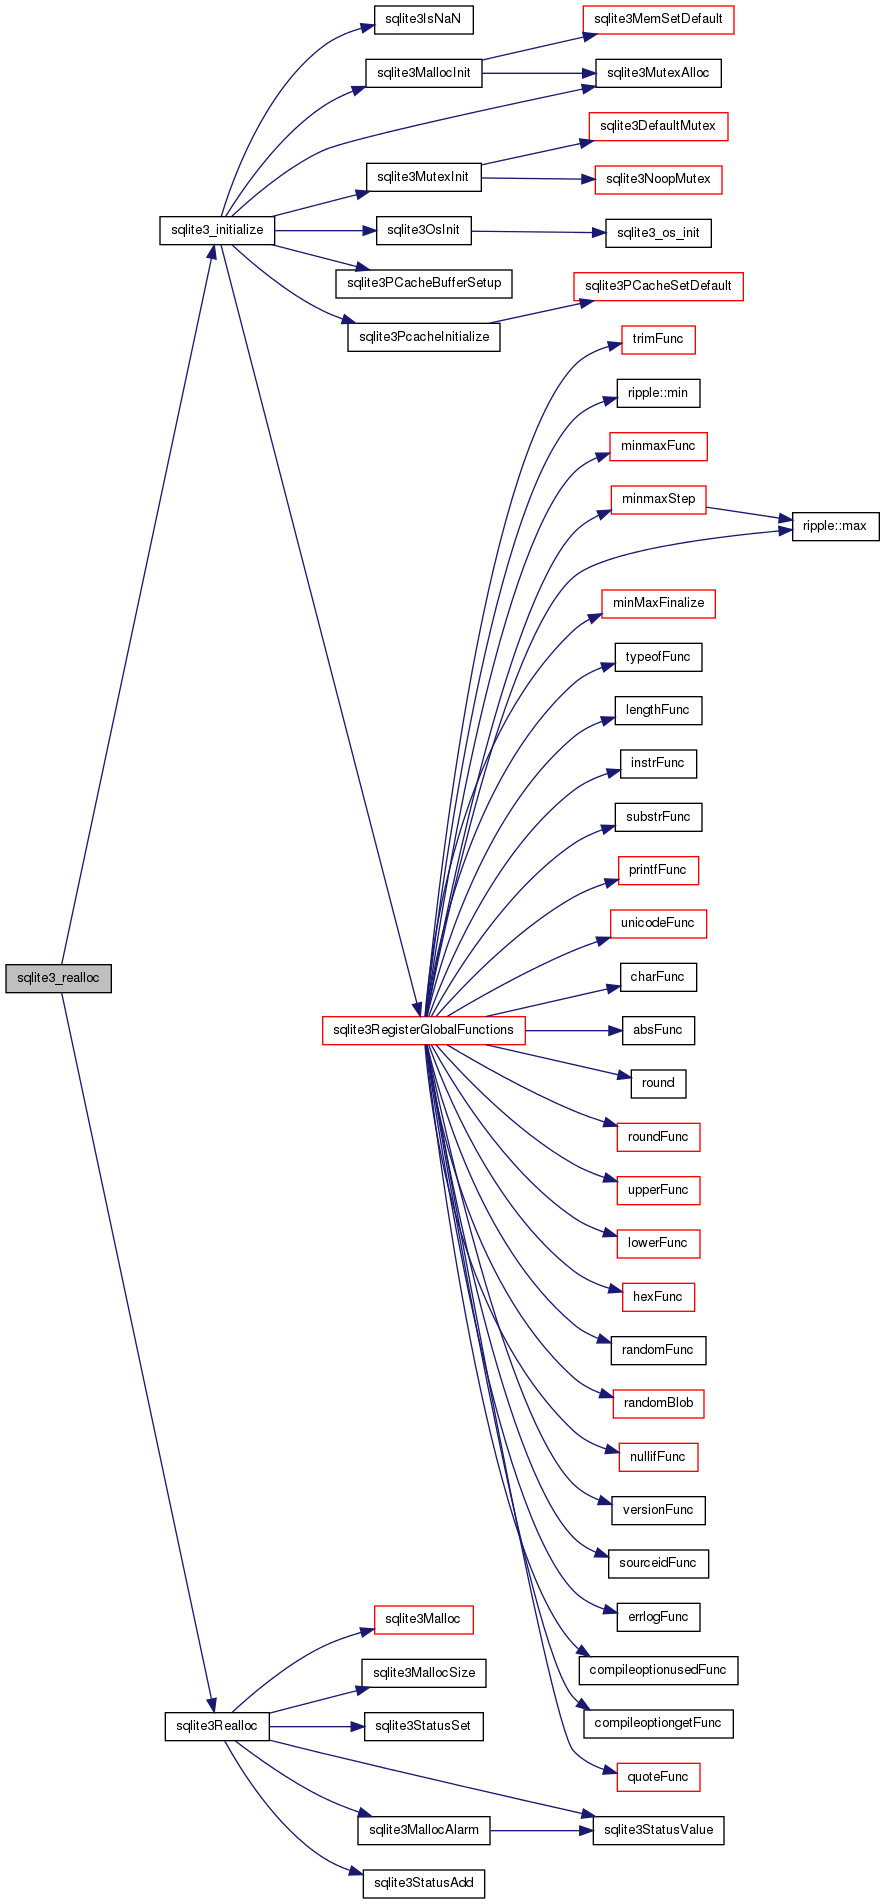 sqlite3IsNaN
sqlite3MemSetDefault
sqlite3MallocInit
sqlite3MutexAlloc
sqlite3DefaultMutex
sqlite3MutexInit
sqlite3NoopMutex
sqlite3_initialize
sqlite3OsInit
sqlite3_os_init
sqlite3PCacheBufferSetup
sqlite3PCacheSetDefault
sqlite3PcacheInitialize
trimFunc
ripple::min
minmaxFunc
minmaxStep
ripple::max
minMaxFinalize
typeofFunc
lengthFunc
instrFunc
substrFunc
printfFunc
unicodeFunc
sqlite3_realloc
charFunc
sqlite3RegisterGlobalFunctions
absFunc
round
roundFunc
upperFunc
lowerFunc
hexFunc
randomFunc
randomBlob
nullifFunc
versionFunc
sourceidFunc
errlogFunc
sqlite3Malloc
compileoptionusedFunc
sqlite3MallocSize
sqlite3Realloc
sqlite3StatusSet
compileoptiongetFunc
quoteFunc
sqlite3MallocAlarm
sqlite3StatusValue
sqlite3StatusAdd